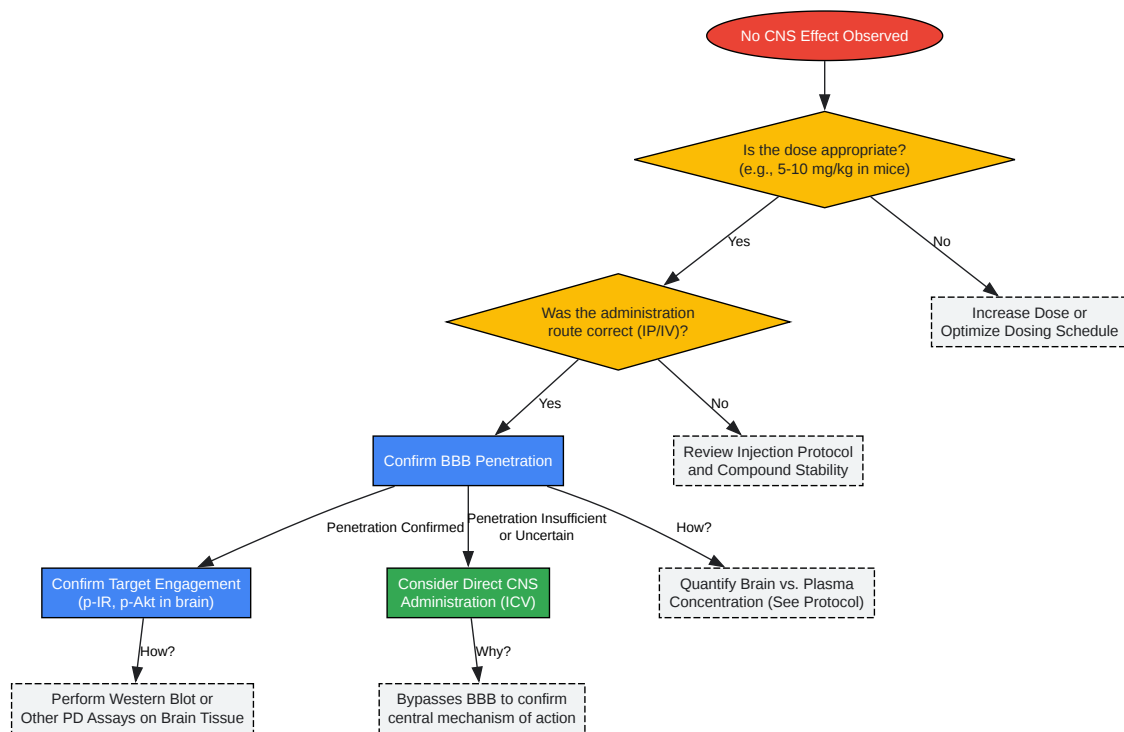 No CNS Effect Observed
Is the dose appropriate?
(e.g., 5-10 mg/kg in mice)
Yes
No
Was the administration
route correct (IP/IV)?
Increase Dose or
Optimize Dosing Schedule
Yes
No
Confirm BBB Penetration
Review Injection Protocol
and Compound Stability
Penetration Confirmed
Penetration Insufficient
or Uncertain
How?
Confirm Target Engagement
(p-IR, p-Akt in brain)
Consider Direct CNS
Administration (ICV)
Quantify Brain vs. Plasma
Concentration (See Protocol)
How?
Why?
Perform Western Blot or
Other PD Assays on Brain Tissue
Bypasses BBB to confirm
central mechanism of action